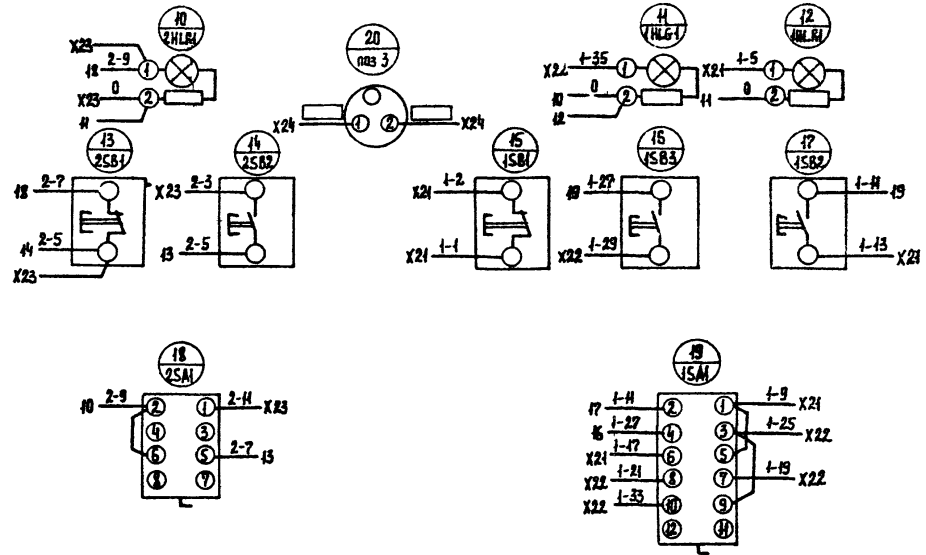 10
2HLR1
X23
2-9
18
1
0
X23
2
11
20
поз 3
X24
1
2
X24
11
1HLG1
1-35
X22
1
0
10
2
12
12
1HLR1
1-5
X21
1
0
11
2
13
2SB1
2-7
18
2-5
14
X23
14
2SB2
2-3
X23
2-5
13
15
1SB1
1-2
X21
1-1
X21
16
1SB3
1-27
19
1-29
X22
17
1SB2
1-11
19
1-13
X21
18
2SA1
2-9
10
2
1
2-11
X23
4
3
6
5
2-7
13
8
7
19
1SA1
1-11
17
2
1
1-9
X21
1-27
16
4
3
1-25
X22
1-17
X21
6
5
1-21
X22
8
7
1-19
X22
1-33
X22
10
9
12
11